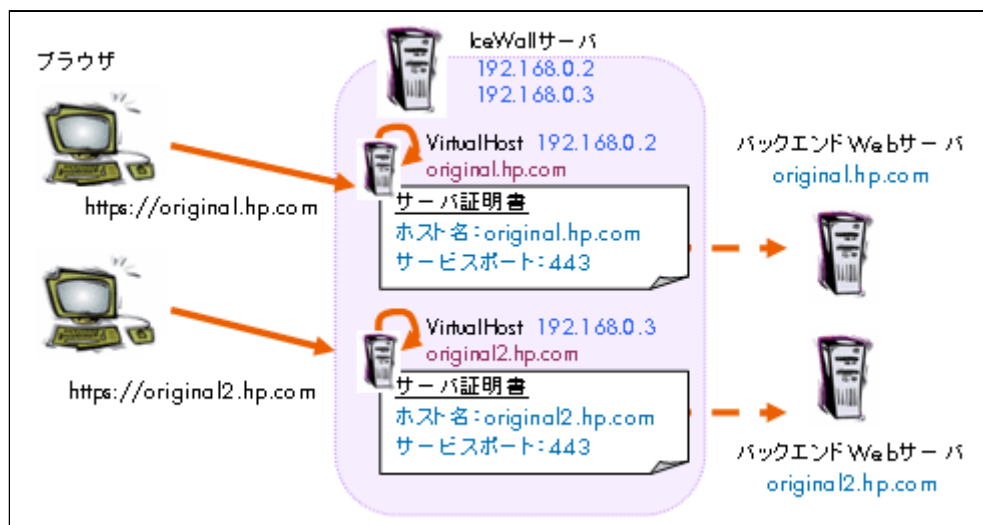 ブラウザ
IceWallサーバ
192.168.0.2
192.168.0.3
https://original.hp.com
VirtualHost 192.168.0.2
original.hp.com
サーバ証明書
ホスト名：original.hp.com
サービスポート：443
バックエンド Webサーバ
original.hp.com
https://original2.hp.com
VirtualHost 192.168.0.3
original2.hp.com
サーバ証明書
ホスト名：original2.hp.com
サービスポート：443
バックエンド Webサーバ
original2.hp.com